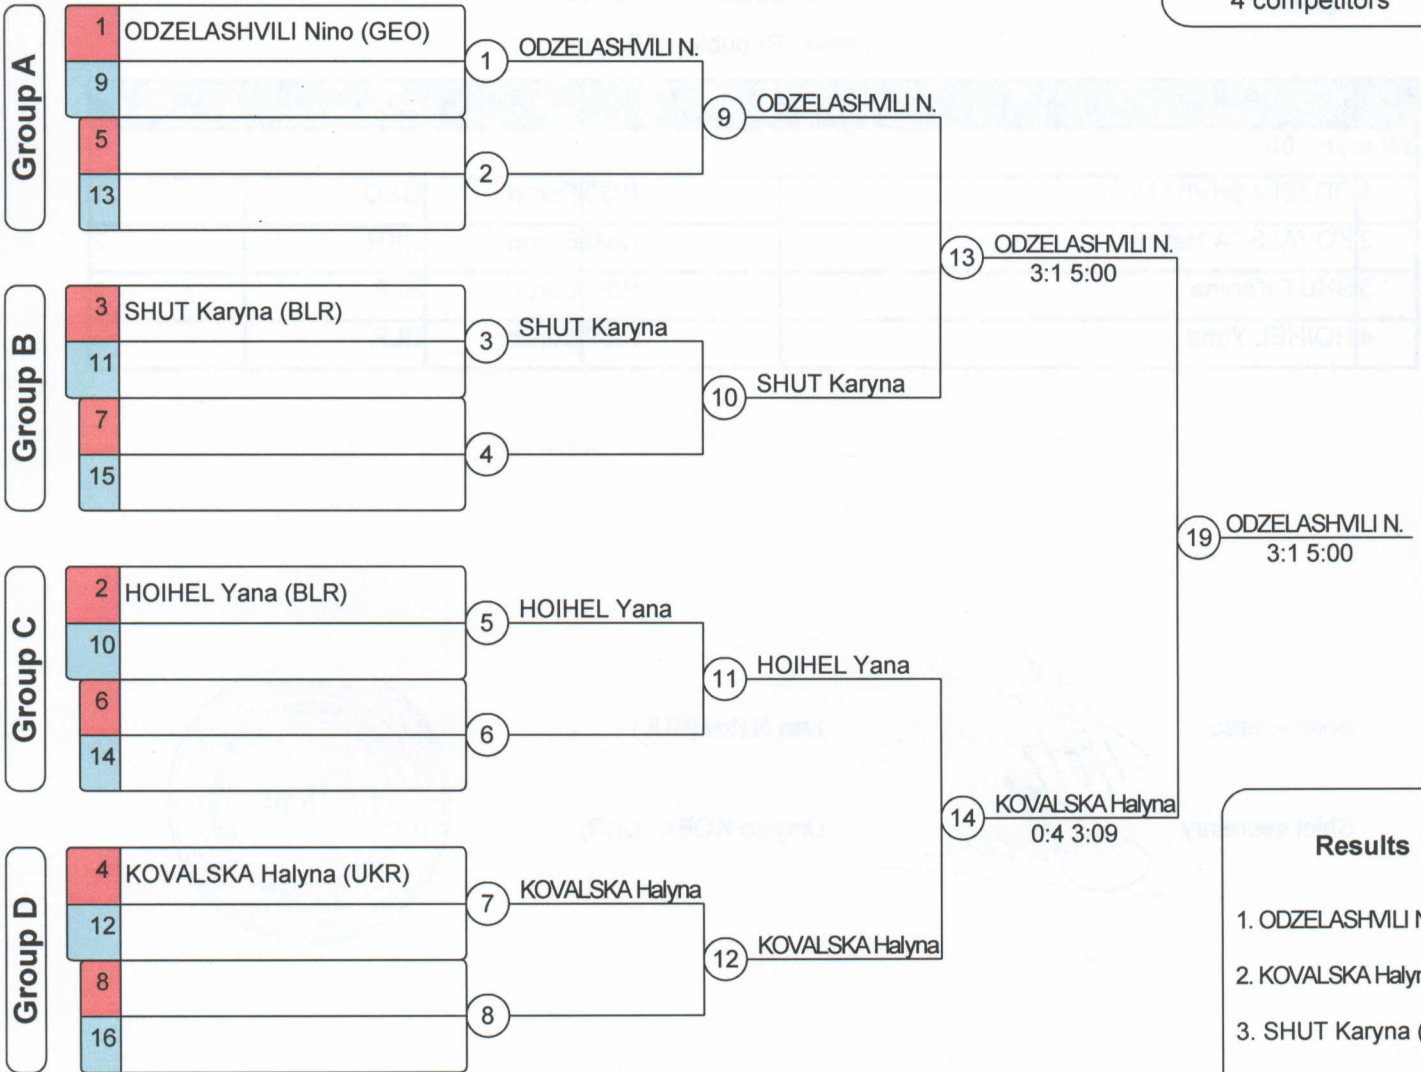 4 competitors
Group A
1 ODZELASHVILI Nino (GEO)
9
5
13
1 ODZELASHVILI N.
2
9 ODZELASHVILI N.
Group B
3 SHUT Karyna (BLR)
11
7
15
3 SHUT Karyna
4
10 SHUT Karyna
13 ODZELASHVILI N.
3:1 5:00
Group C
2 HOIHEL Yana (BLR)
10
6
14
5 HOIHEL Yana
6
11 HOIHEL Yana
Group D
4 KOVALSKA Halyna (UKR)
12
8
16
7 KOVALSKA Halyna
8
12 KOVALSKA Halyna
14 KOVALSKA Halyna
0:4 3:09
19 ODZELASHVILI N.
3:1 5:00
Results
1. ODZELASHVILI
2. KOVALSKA
3. SHUT Karyna (